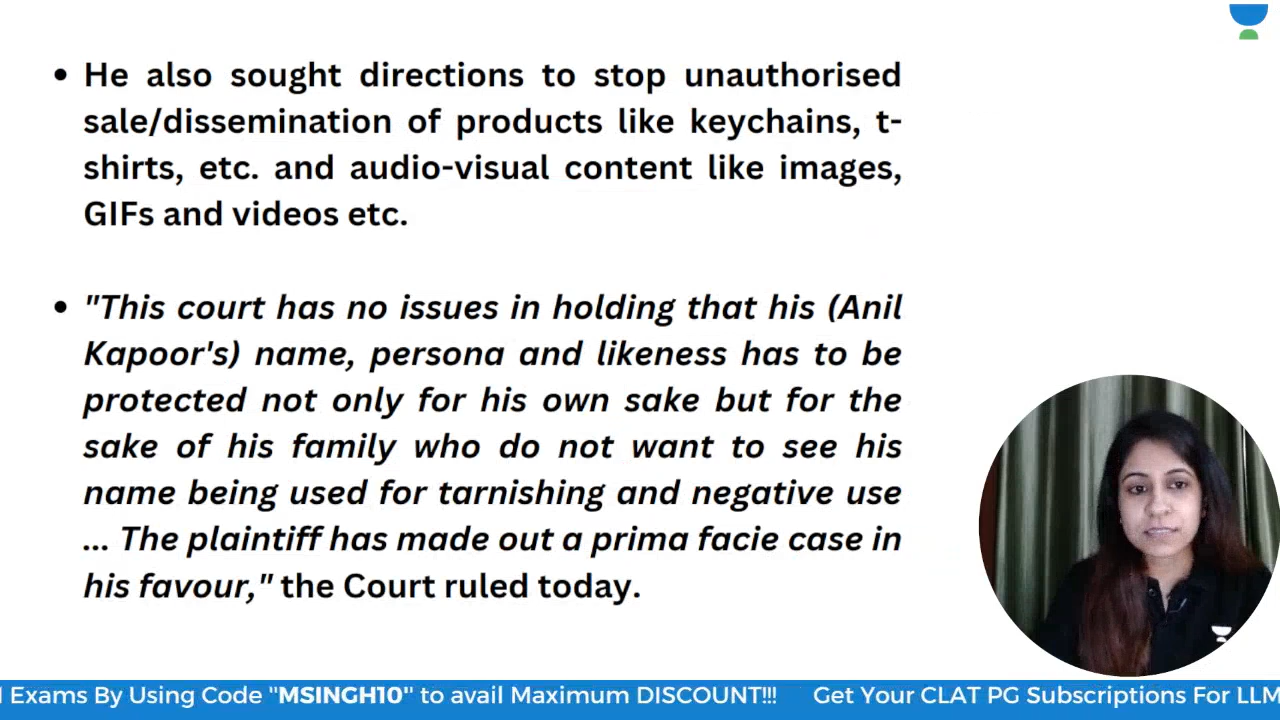 • He also sought directions to stop unauthorised
sale/dissemination of products like keychains, t-
shirts, etc. and audio-visual content like images,
GIFs and videos etc.
• "This court has no issues in holding that his (Anil
Kapoor's) name, persona and likeness has to be
protected not only for his own sake but for the
sake of his family who do not want to see his
name being used for tarnishing and negative use
... The plaintiff has made out a prima facie case in
his favour," the Court ruled today.
Exams By Using Code "MSINGH10" to avail Maximum DISCOUNT!!! Get Your CLAT PG Subscriptions For LLM